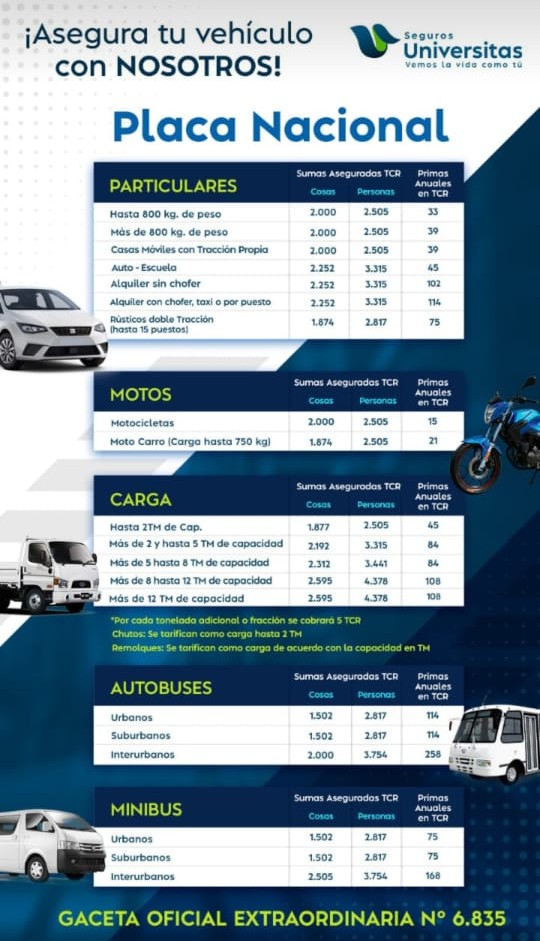 ¡Asegura tu vehículo
con NOSOTROS!
Seguros
Universitas
Vemos la vida como tú
Placa Nacional
PARTICULARES
Sumas Aseguradas TCR
Cosas Personas
Primas
Anuales
en TCR
Hasta 800 kg. de peso 2.000 2.505 33
Más de 800 kg. de peso 2.000 2.505 39
Casas Móviles con Tracción Propia 2.000 2.505 39
Auto - Escuela 2.252 3.315 45
Alquiler sin chofer 2.252 3.315 102
Alquiler con chofer, taxi o por puesto 2.252 3.315 114
Rústicos doble Tracción
(hasta 15 puestos) 1.874 2.817 75
MOTOS
Sumas Aseguradas TCR
Cosas Personas
Primas
Anuales
en TCR
Motocicletas 2.000 2.505 15
Moto Carro (Carga hasta 750 kg) 1.874 2.505 21
CARGA
Sumas Aseguradas TCR
Cosas Personas
Primas
Anuales
en TCR
Hasta 2TM de Cap. 1.877 2.505 45
Más de 2 y hasta 5 TM de capacidad 2.192 3.315 84
Más de 5 hasta 8 TM de capacidad 2.312 3.441 84
Más de 8 hasta 12 TM de capacidad 2.595 4.378 108
Más de 12 TM de capacidad 2.595 4.378 108
*Por cada tonelada adicional o fracción se cobrará 5 TCR
Chutos: Se tarifican como carga hasta 2 TM
Remolques: Se tarifican como carga de acuerdo con la capacidad en TM
AUTOBUSES
Sumas Aseguradas TCR
Cosas Personas
Primas
Anuales
en TCR
Urbanos 1.502 2.817 114
Suburbanos 1.502 2.817 114
Interurbanos 2.000 3.754 258
MINIBUS
Sumas Aseguradas TCR
Cosas Personas
Primas
Anuales
en TCR
Urbanos 1.502 2.817 75
Suburbanos 1.502 2.817 75
Interurbanos 2.505 3.754 168
GACETA OFICIAL EXTRAORDINARIA Nº 6.835